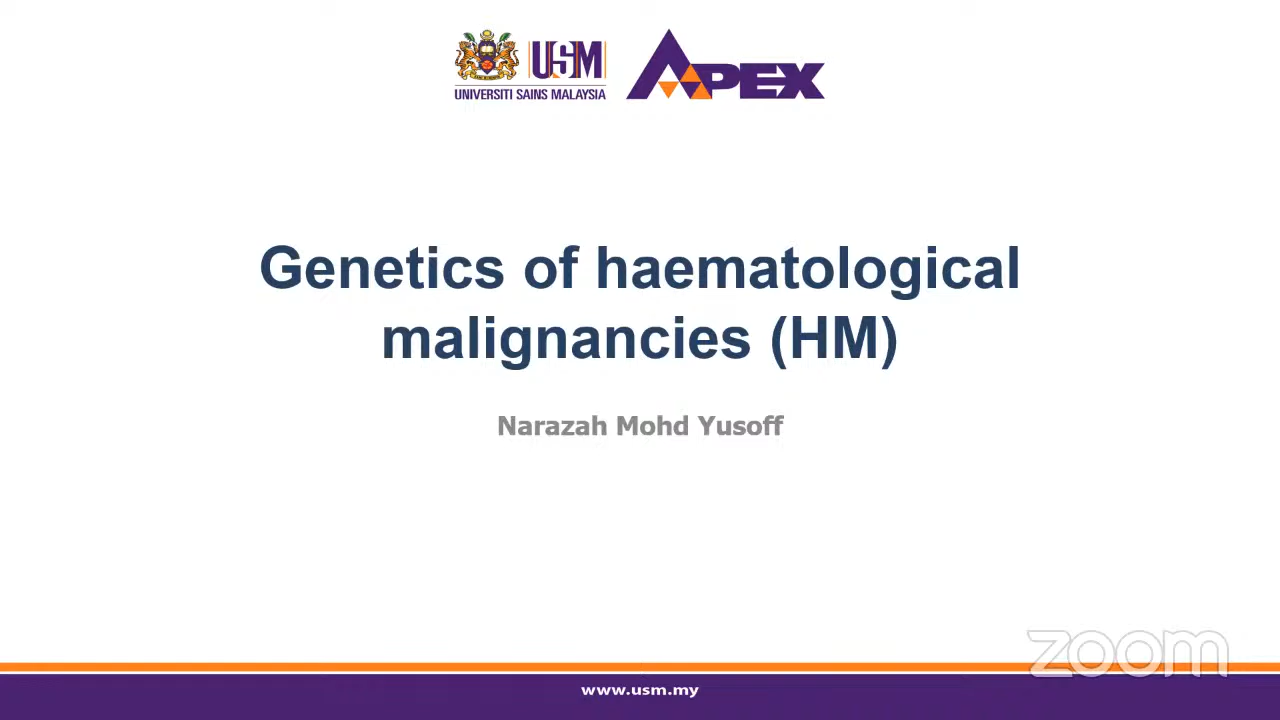 USM APEX
UNIVERSITI SAINS MALAYSIA
Genetics of haematological
malignancies (HM)
Narazah Mohd Yusoff
zoom
www.usm.my